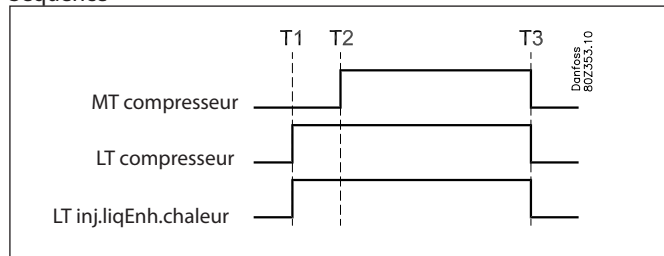 Séquence
T1 T2 T3
Danfoss
80Z353.10
MT compresseur
LT compresseur
LT inj.liqEnh.chaleur